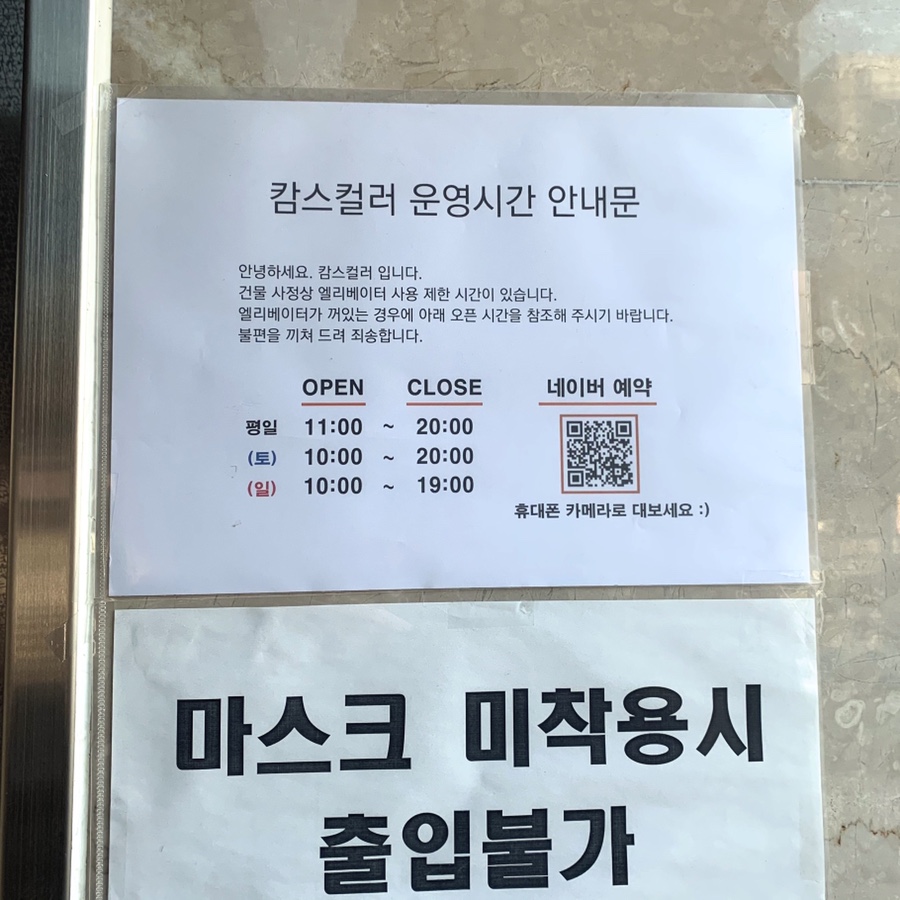 캄스컬러 운영시간 안내문
안녕하세요. 캄스컬러 입니다.
건물 사정상 엘리베이터 사용 제한 시간이 있습니다.
엘리베이터가 꺼있는 경우에 아래 오픈 시간을 참조해 주시기 바랍니다.
불편을 끼쳐 드려 죄송합니다.
OPEN CLOSE
평일 11:00 ~ 20:00
(토) 10:00 ~ 20:00
(일) 10:00 ~ 19:00
네이버 예약
휴대폰 카메라로 대보세요 :)
마스크 미착용시
출입불가